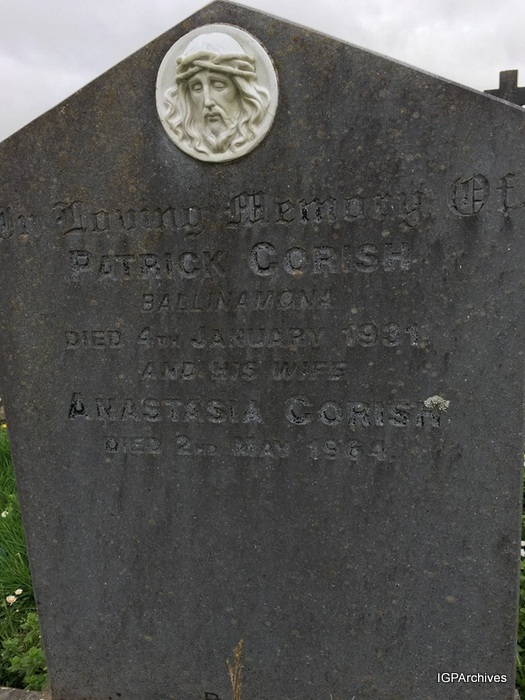 In Loving Memory Of
PATRICK CORISH
BALLINAMONA
DIED 4TH JANUARY 1931.
AND HIS WIFE
ANASTASIA CORISH
DIED 2ND MAY 1964.
IGPArchives